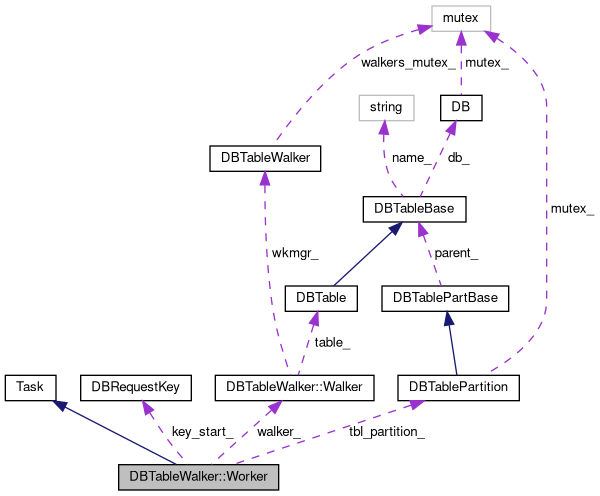 mutex
walkers_mutex_
mutex_
string
DB
DBTableWalker
name_
db_
DBTableBase
mutex_
wkmgr_
parent_
DBTable
DBTablePartBase
table_
Task
DBRequestKey
DBTableWalker::Walker
DBTablePartition
key_start_
walker_
tbl_partition_
DBTableWalker::Worker